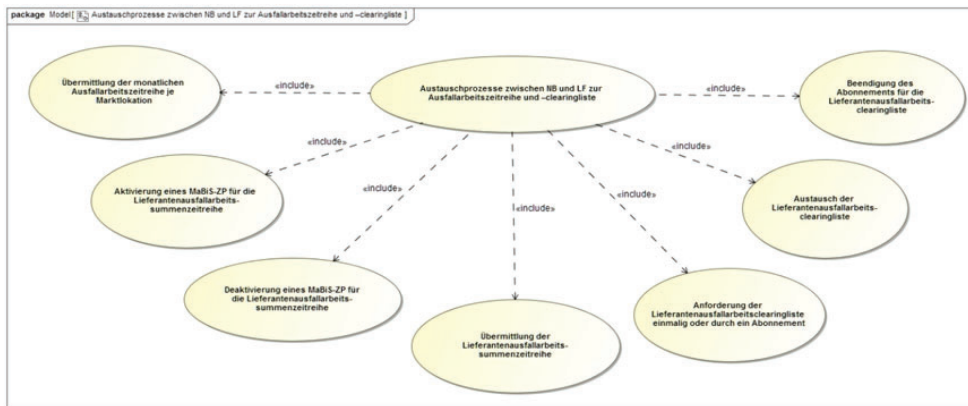 package Model [ Austauschprozesse zwischen NB und LF zur Ausfallarbeitszeitreihe und –clearingliste ]
Übermittlung der monatlichen
Ausfallarbeitszeitreihe je
Marktlokation
«include»
Austauschprozesse zwischen NB und LF zur
Ausfallarbeitszeitreihe und –clearingliste
«include»
Beendigung des
Abonnements für die
Lieferantenausfallarbeits-
clearingliste
Aktivierung eines MaBiS-ZP für die
Lieferantenausfallarbeits-
summenzeitreihe
«include»
«include»
Austausch der
Lieferantenausfallarbeits-
clearingliste
Deaktivierung eines MaBiS-ZP für
die Lieferantenausfallarbeits-
summenzeitreihe
«include»
«include»
«include»
Anforderung der
Lieferantenausfallarbeitsclearingliste
einmalig oder durch ein Abonnement
Übermittlung der
Lieferantenausfallarbeits-
summenzeitreihe